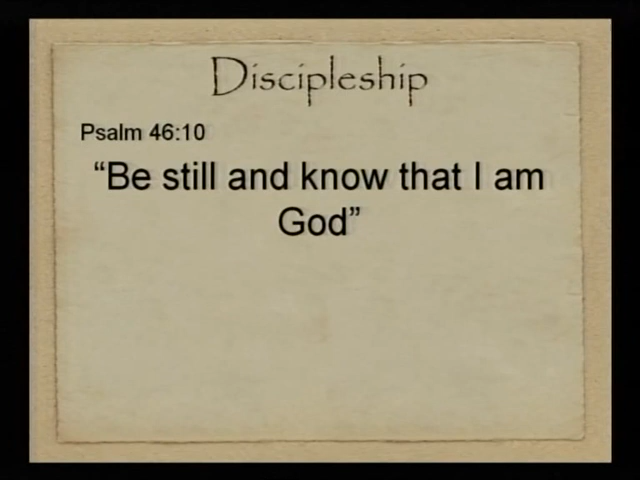 Discipleship
Psalm 46:10
“Be still and know that I am
God”